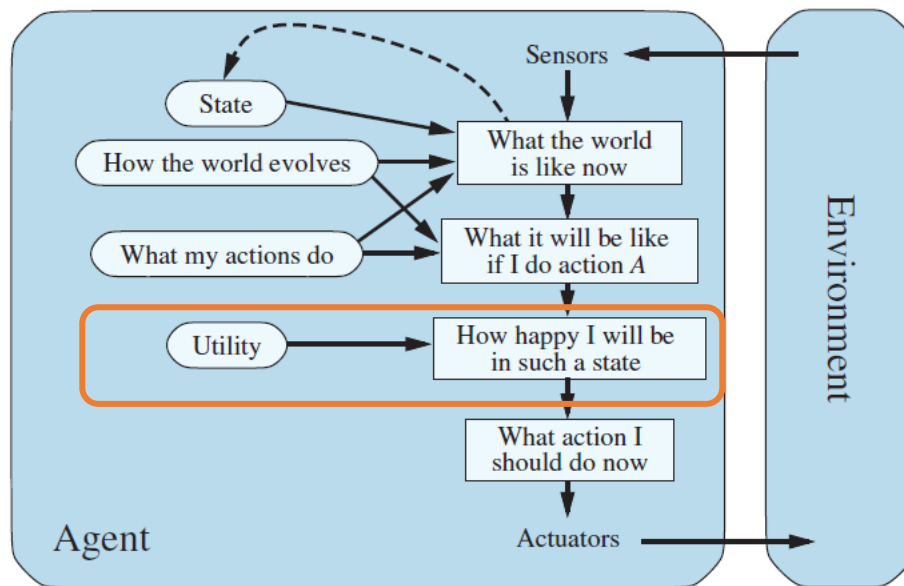 Sensors
State
What the world
is like now
How the world evolves
What my actions do
What it will be like
if I do action A
Utility
How happy I will be
in such a state
What action I
should do now
Agent
Actuators
Environment